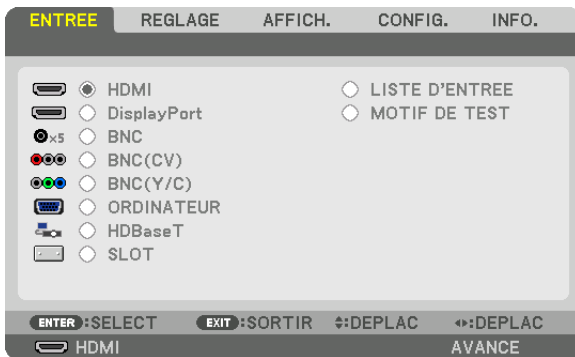 ENTREE REGLAGE AFFICH. CONFIG. INFO.
HDMI
DisplayPort
×5 BNC
BNC(CV)
BNC(Y/C)
ORDINATEUR
HDBaseT
SLOT
LISTE D'ENTREE
MOTIF DE TEST
ENTER :SELECT EXIT :SORTIR :DEPLAC :DEPLAC
HDMI AVANCE